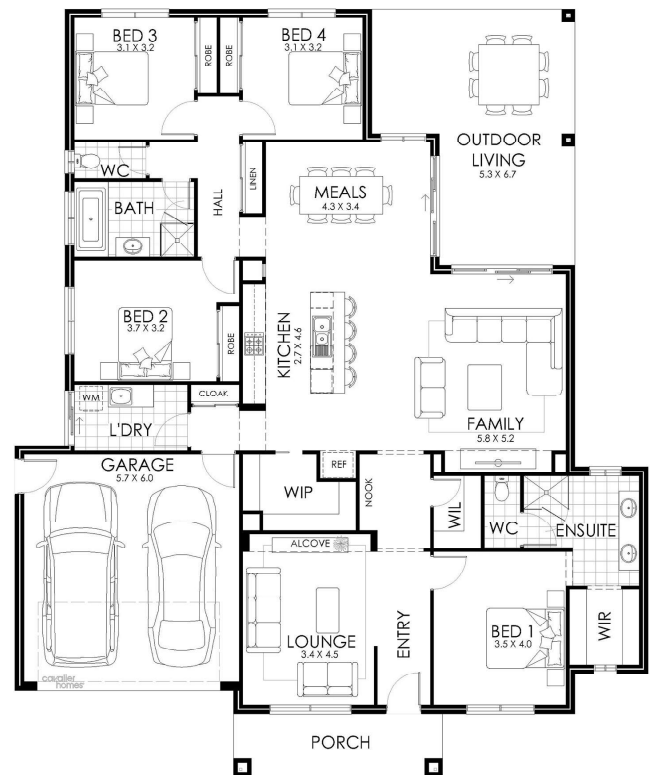 BED 3
3.1 X 3.2
ROBE
ROBE
BED 4
3.1 X 3.2
OUTDOOR
LIVING
5.3 X 6.7
WC
LINEN
MEALS
4.3 X 3.4
BATH
HALL
BED 2
3.7 X 3.2
ROBE
KITCHEN
2.7 X 4.6
FAMILY
5.8 X 5.2
WM
CLOAK
L'DRY
GARAGE
5.7 X 6.0
REF
WIP
NOOK
WIL
WC
ENSUITE
ALCOVE
LOUNGE
3.4 X 4.5
ENTRY
BED 1
3.5 X 4.0
WIR
cavalier
homes
PORCH